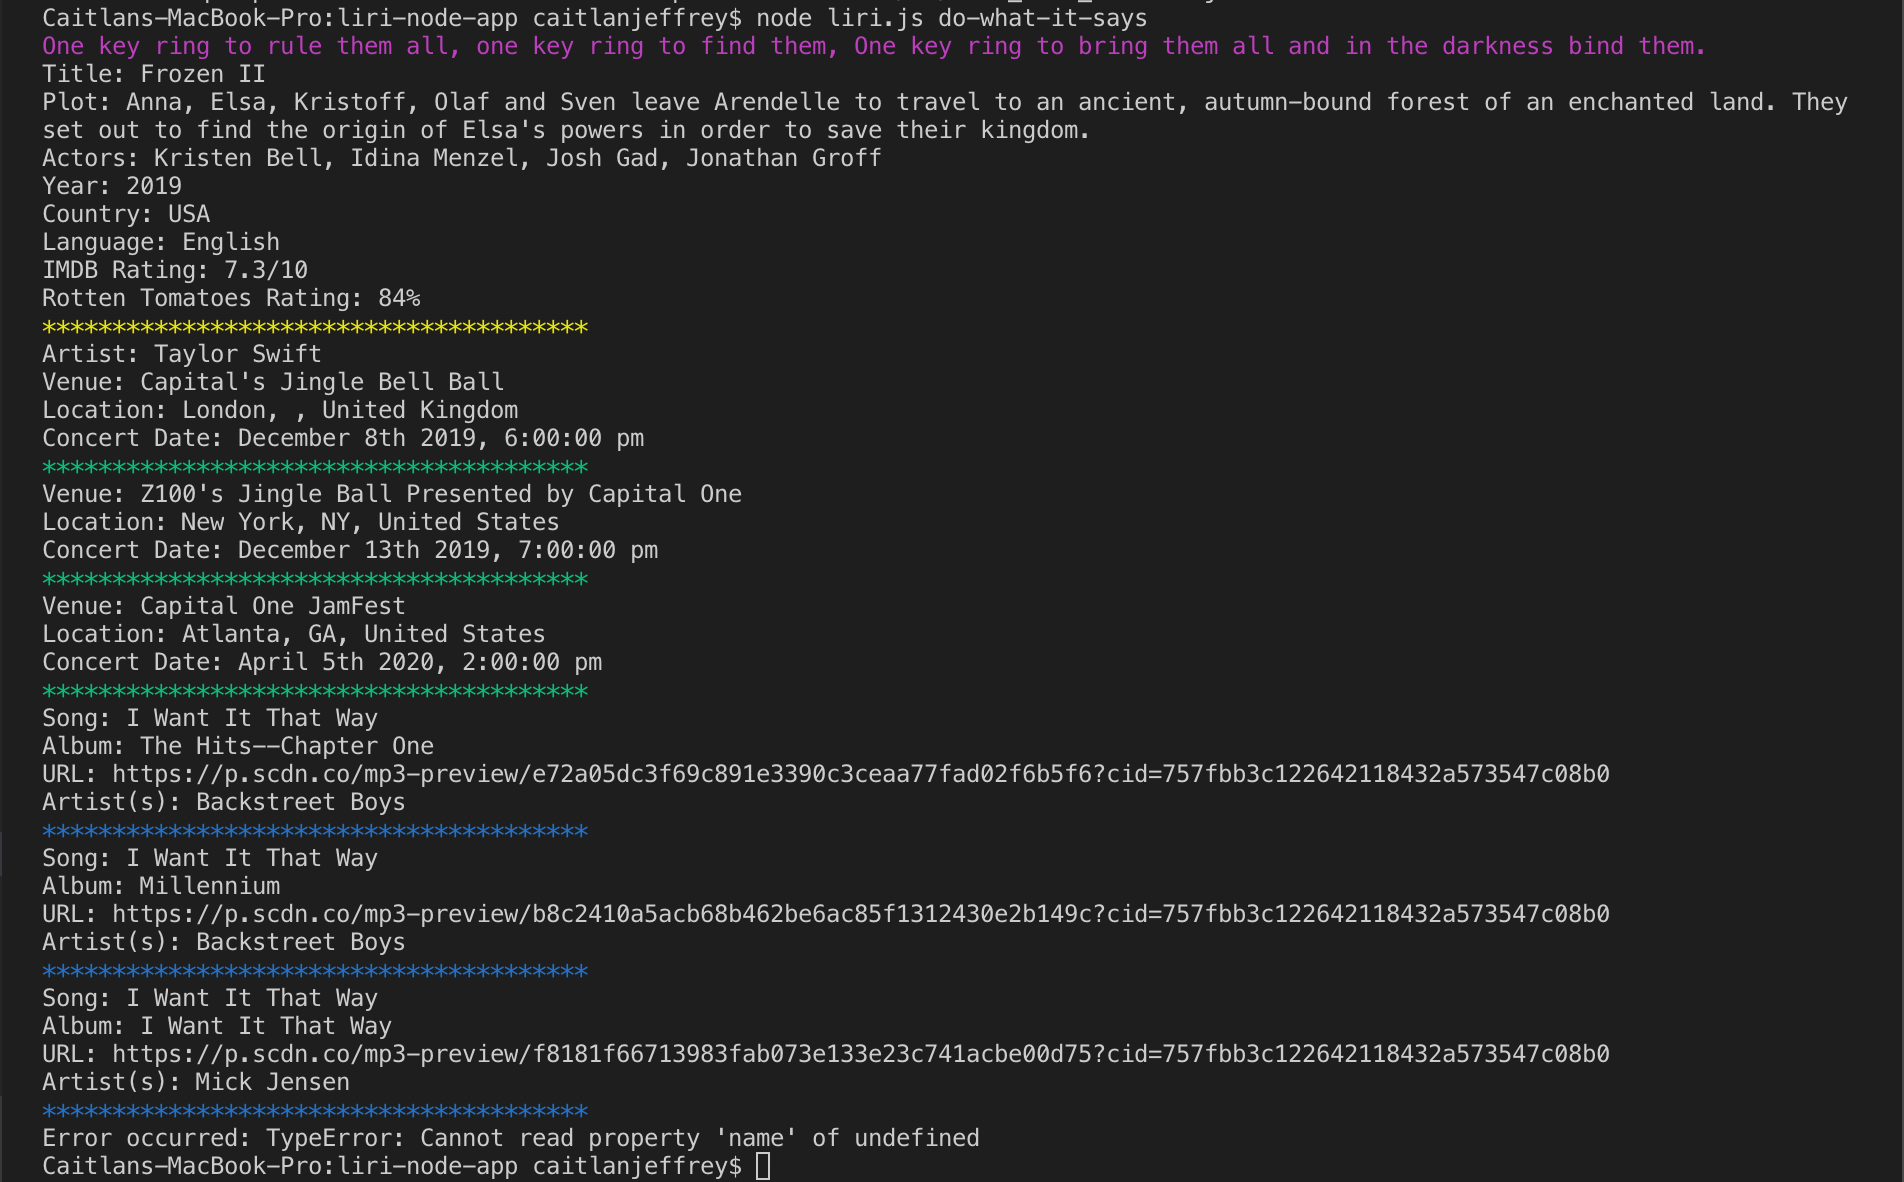 Caitlans-MacBook-Pro:liri-node-app caitlanjeffrey$ node liri.js do-what-it-says
One key ring to rule them all, one key ring to find them, One key ring to bring them all and in the darkness bind them.
Title: Frozen II
Plot: Anna, Elsa, Kristoff, Olaf and Sven leave Arendelle to travel to an ancient, autumn-bound forest of an enchanted land. They
set out to find the origin of Elsa's powers in order to save their kingdom.
Actors: Kristen Bell, Idina Menzel, Josh Gad, Jonathan Groff
Year: 2019
Country: USA
Language: English
IMDB Rating: 7.3/10
Rotten Tomatoes Rating: 84%
***************************************
Artist: Taylor Swift
Venue: Capital's Jingle Bell Ball
Location: London, , United Kingdom
Concert Date: December 8th 2019, 6:00:00 pm
***************************************
Venue: Z100's Jingle Ball Presented by Capital One
Location: New York, NY, United States
Concert Date: December 13th 2019, 7:00:00 pm
***************************************
Venue: Capital One JamFest
Location: Atlanta, GA, United States
Concert Date: April 5th 2020, 2:00:00 pm
***************************************
Song: I Want It That Way
Album: The Hits--Chapter One
URL: https://p.scdn.co/mp3-preview/e72a05dc3f69c891e3390c3ceaa77fad02f6b5f6?cid=757fbb3c122642118432a573547c08b0
Artist(s): Backstreet Boys
***************************************
Song: I Want It That Way
Album: Millennium
URL: https://p.scdn.co/mp3-preview/b8c2410a5acb68b462be6ac85f1312430e2b149c?cid=757fbb3c122642118432a573547c08b0
Artist(s): Backstreet Boys
***************************************
Song: I Want It That Way
Album: I Want It That Way
URL: https://p.scdn.co/mp3-preview/f8181f66713983fab073e133e23c741acbe00d75?cid=757fbb3c122642118432a573547c08b0
Artist(s): Mick Jensen
***************************************
Error occurred: TypeError: Cannot read property 'name' of undefined
Caitlans-MacBook-Pro:liri-node-app caitlanjeffrey$